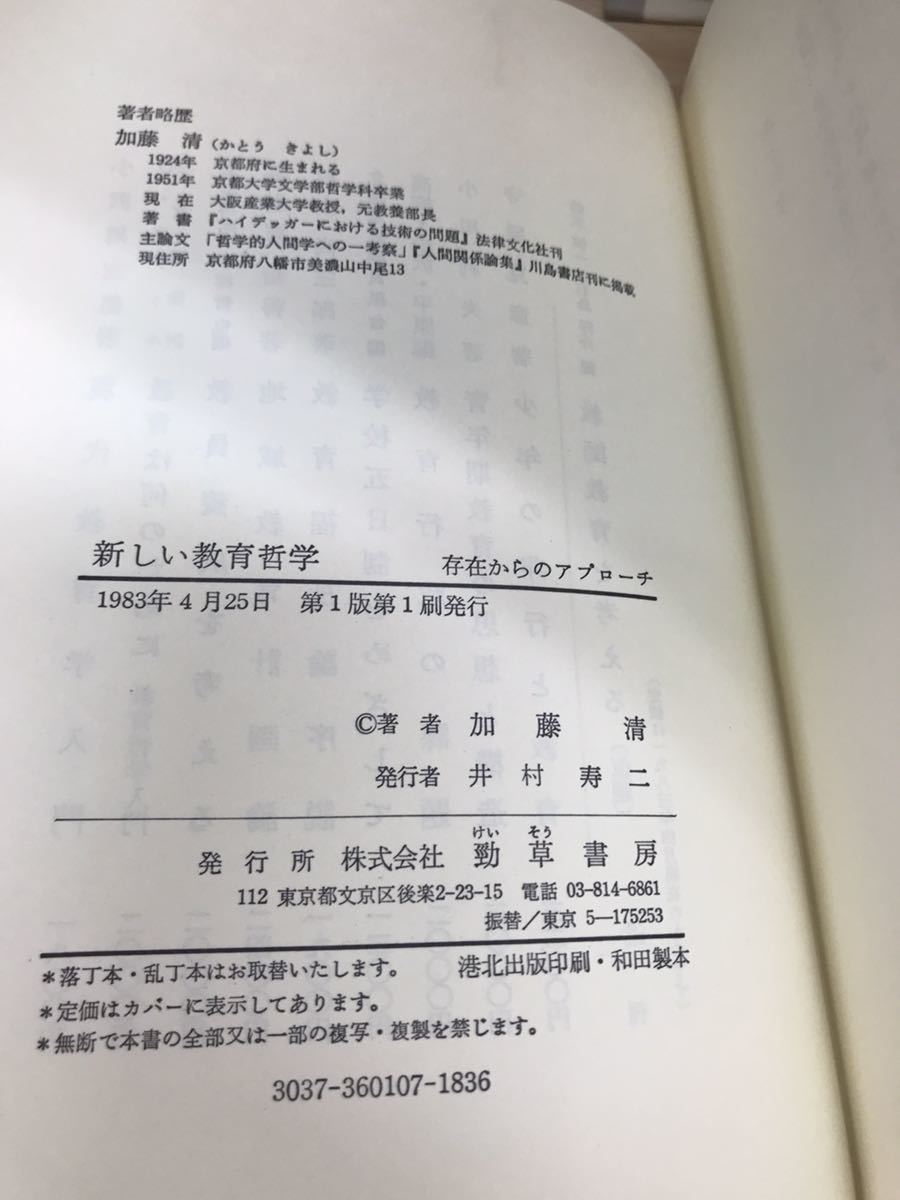 著者略歴
加藤 清(かとう きよし)
1924年 京都府に生まれる
1951年 京都大学文学部哲学科卒業
現在 大阪産業大学教授,元教養部長
著書 『ハイデッガーにおける技術の問題』法律文化社刊
主論文 「哲学的人間学への一考察」『人間関係論集』川島書店刊に掲載
現住所 京都府八幡市美濃山中尾13
新しい教育哲学 存在からのアプローチ
1983年4月25日 第1版第1刷発行
©著者 加藤 清
発行者 井村寿二
けい そう
発行所 株式会社 勁草書房
112 東京都文京区後楽2-23-15 電話 03-814-6861
振替/東京 5—175253
*落丁本・乱丁本はお取替いたします。 港北出版印刷・和田製本
*定価はカバーに表示してあります。
*無断で本書の全部又は一部の複写・複製を禁じます。
3037-360107-1836